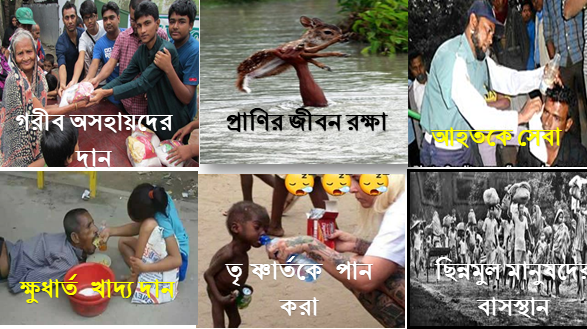 গরীব অসহায়দের
দান
প্রাণির জীবন রক্ষা
আহতকে সেবা
ক্ষুধার্ত খাদ্য দান
তৃ ষ্ণার্তকে পান
করা
ছিন্নমুল মানুষদের
বাসস্থান